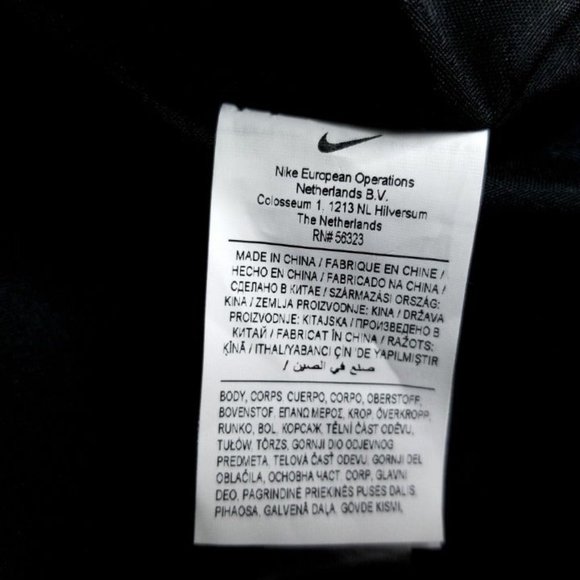 Nike European Operations
Netherlands B.V.
Colosseum 1, 1213 NL Hilversum
The Netherlands
RN# 56323
MADE IN CHINA / FABRIQUE EN CHINE /
HECHO EN CHINA / FABRICADO NA CHINA /
СДЕЛАНО В КИТАЕ / SZÁRMAZÁSI ORSZÁG:
KINA / ZEMLJA PROIZVODNJE: KINA / DRŽAVA
PROIZVODNJE: KITAJSKA / ПРОИЗВЕДЕНО В
КИТАЙ / FABRICAT ÎN CHINA / RAŽOTS:
ĶĪNĀ / ITHAL/YABANCI ÇİN' DE YAPILMIŞTIR
صنع في الصين /
BODY, CORPS, CUERPO, CORPO, OBERSTOFF,
BOVENSTOF, ΕΠΑΝΩ ΜΕΡΟΣ, KROP, ÖVERKROPP,
RUNKO, BOL, КОРСАЖ, TĚLNÍ ČÁST ODĚVU,
TUŁÓW, TÖRZS, GORNJI DIO ODJEVNOG
PREDMETA, TELOVÁ ČASŤ ODEVU, GORNJI DEL
OBLAČILA, ОСНОВНА ЧАСТ, CORP, GLAVNI
DEO, PAGRINDINĖ PRIEKINĖS PUSĖS DALIS,
PIHAOSA, GALVENĀ DAĻA, GÖVDE KISMI,